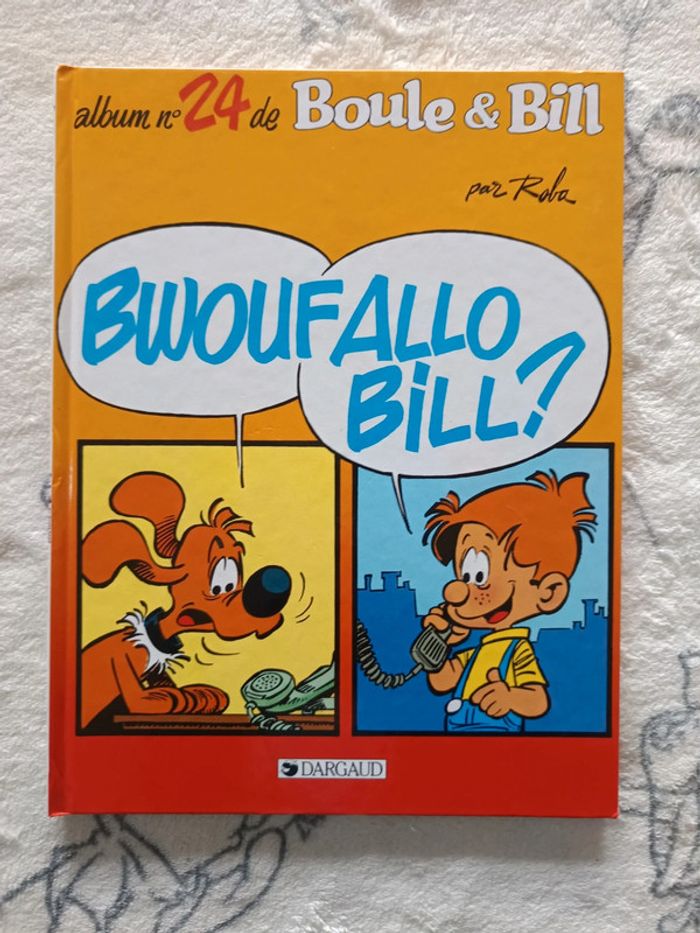 album n° 24 de Boule & Bill
par Roba
BWOUFALLO
BiLL?
DARGAUD